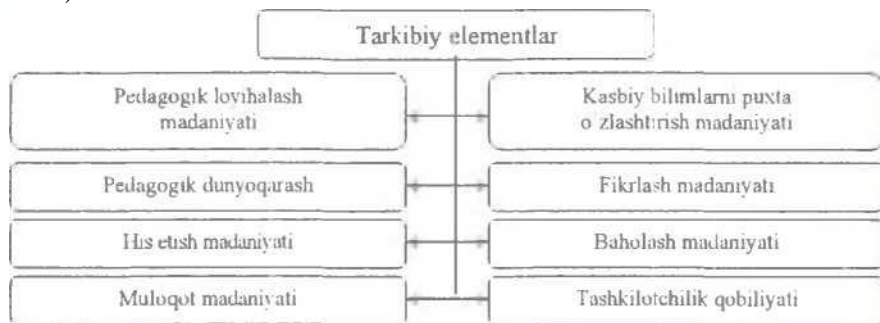 Tarkibiy elementlar
Pedagogik loyihalash
madaniyati
Kasbiy bilimlarni puxta
o zlashtirish madaniyati
Pedagogik dunyoqarash
Fikrlash madaniyati
His etish madaniyati
Baholash madaniyati
Muloqot madaniyati
Tashkilotchilik qobiliyati